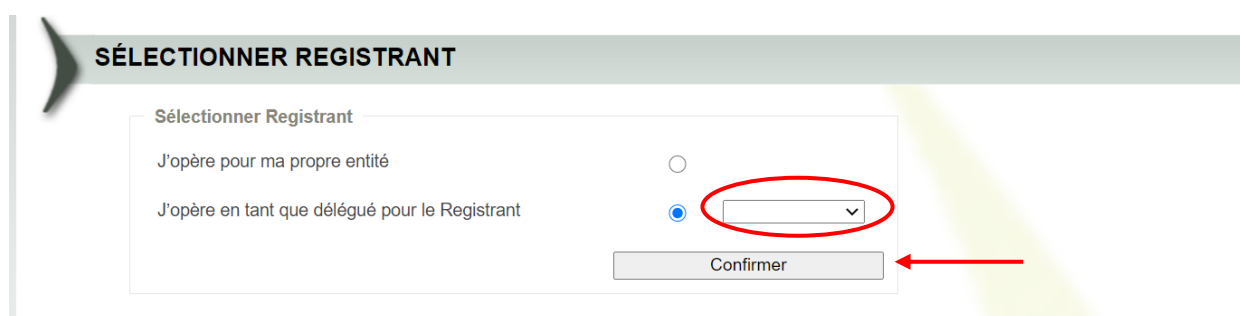 SÉLECTIONNER REGISTRANT
Sélectionner Registrant
J'opère pour ma propre entité
J'opère en tant que délégué pour le Registrant
Confirmer